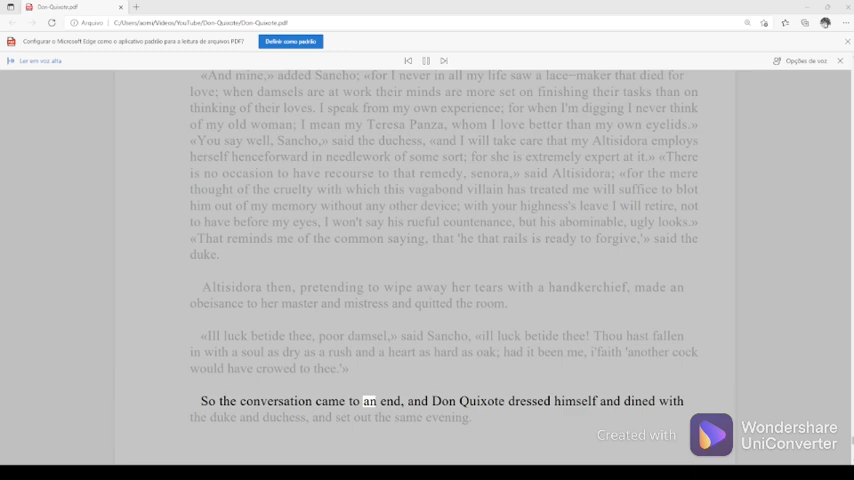 Don-Quixote.pdf
Arquivo | C:/Users/
/Videos/YouTube/Don-Quixote/Don-Quixote.pdf
Configurar o Microsoft Edge como o aplicativo padrão para a leitura de arquivos PDF? Definir como padrão
Ler em voz alta
Opções de voz
«And mine,» added Sancho; «for I never in all my life saw a lace—maker that died for
love; when damsels are at work their minds are more set on finishing their tasks than on
thinking of their loves. I speak from my own experience; for when I'm digging I never think
of my old woman; I mean my Teresa Panza, whom I love better than my own eyelids.»
«You say well, Sancho,» said the duchess, «and I will take care that my Altisidora employs
herself henceforward in needlework of some sort; for she is extremely expert at it.» «There
is no occasion to have recourse to that remedy, senora,» said Altisidora; «for the mere
thought of the cruelty with which this vagabond villain has treated me will suffice to blot
him out of my memory without any other device; with your highness's leave I will retire, not
to have before my eyes, I won't say his rueful countenance, but his abominable, ugly looks.»
«That reminds me of the common saying, that 'he that rails is ready to forgive,'» said the
duke.
Altisidora then, pretending to wipe away her tears with a handkerchief, made an
obeisance to her master and mistress and quitted the room.
«Ill luck betide thee, poor damsel,» said Sancho, «ill luck betide thee! Thou hast fallen
in with a soul as dry as a rush and a heart as hard as oak; had it been me, i'faith 'another cock
would have crowed to thee.'»
So the conversation came to an end, and Don Quixote dressed himself and dined with
the duke and duchess, and set out the same evening.
Created with
Wondershare
UniConverter